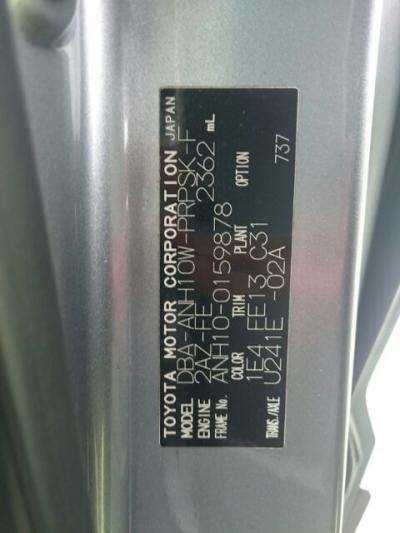 TOYOTA MOTOR CORPORATION JAPAN
MODEL DBA-ANH10W-PRPSK-F
ENGINE 2AZ-FE 2362 mL
FRAME No. ANH10-0159878
COLOR TRIM PLANT OPTION
1E4 EE13 C31
TRANS./AXLE U241E -02A 737